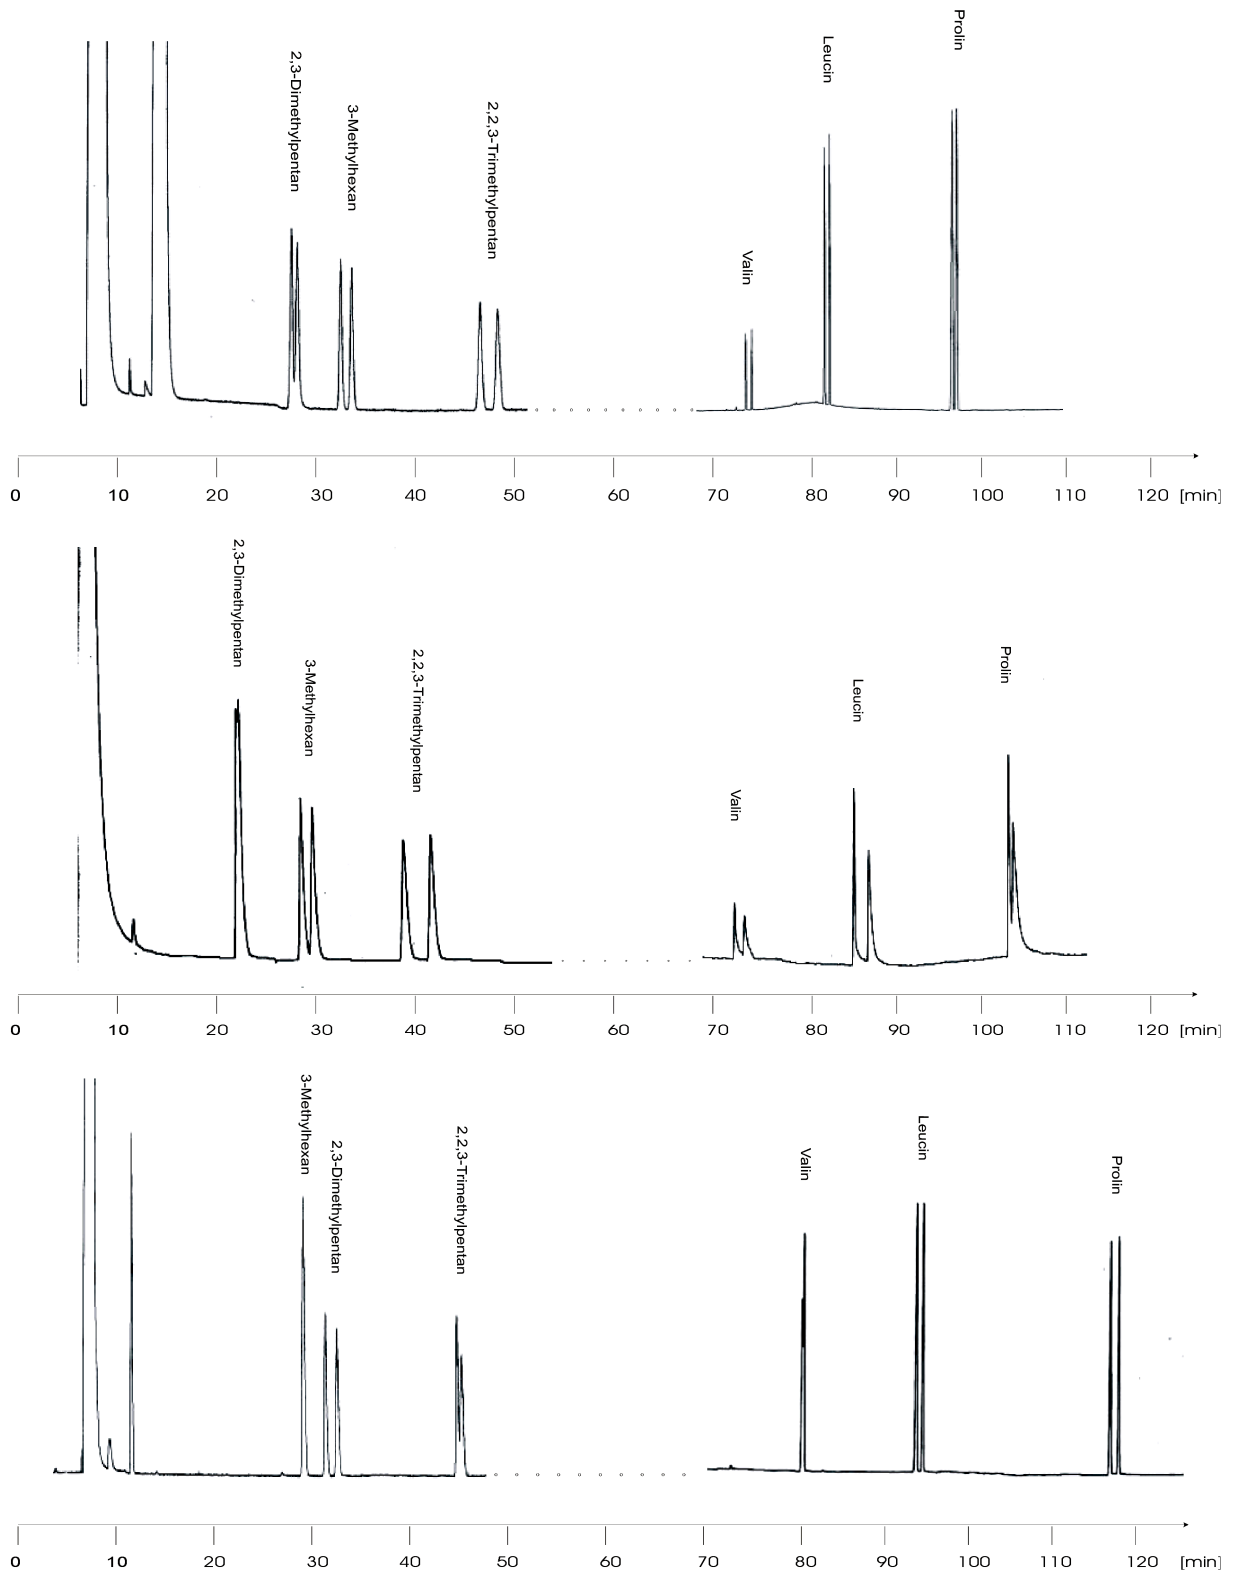 Prolin
Leucin
2,3-Dimethylpentan
3-Methylhexan
2,2,3-Trimethylpentan
Valin
0 10 20 30 40 50 60 70 80 90 100 110 120 [min]
2,3-Dimethylpentan
3-Methylhexan
2,2,3-Trimethylpentan
Valin
Leucin
Prolin
0 10 20 30 40 50 60 70 80 90 100 110 120 [min]
3-Methylhexan
2,3-Dimethylpentan
2,2,3-Trimethylpentan
Valin
Leucin
Prolin
0 10 20 30 40 50 60 70 80 90 100 110 120 [min]